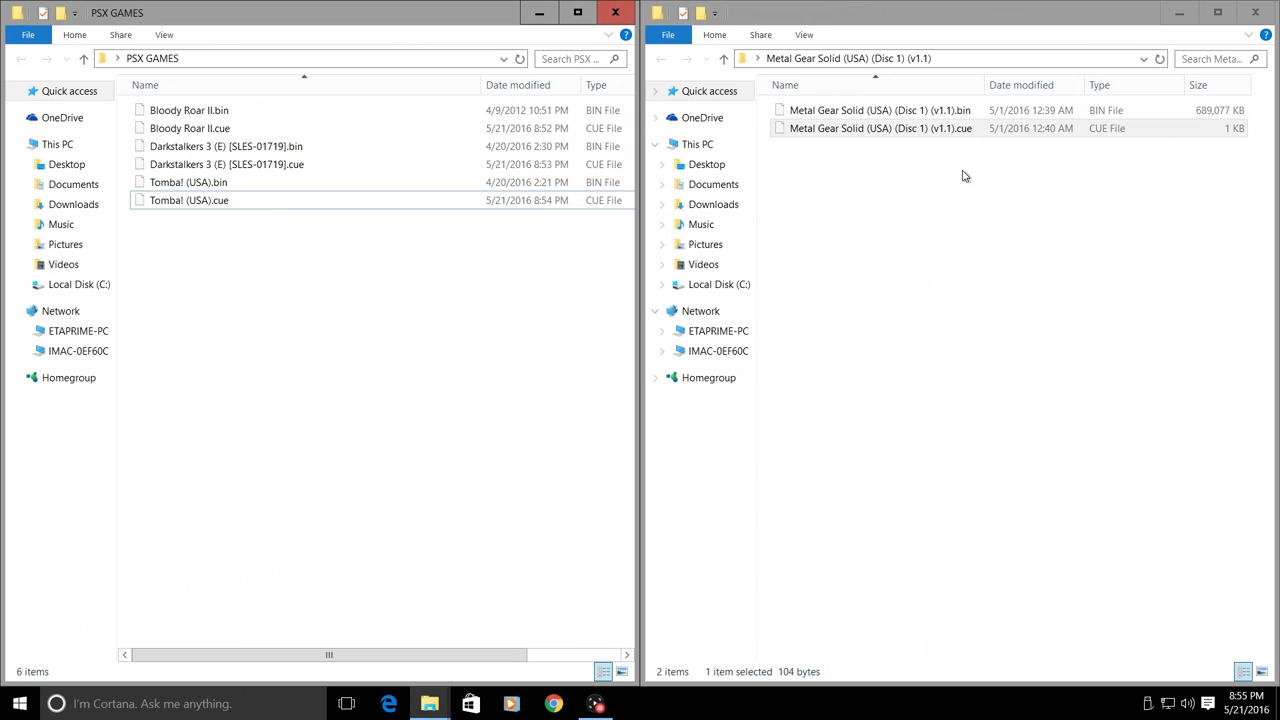 PSX GAMES
File Home Share View
PSX GAMES Search PSX ...
Name Date modified Type
Quick access
OneDrive
This PC
Desktop
Documents
Downloads
Music
Pictures
Videos
Local Disk (C:)
Network
ETAPRIME-PC
IMAC-0EF60C
Homegroup
Bloody Roar II.bin 4/9/2012 10:51 PM BIN File
Bloody Roar II.cue 5/21/2016 8:52 PM CUE File
Darkstalkers 3 (E) [SLES-01719].bin 4/20/2016 2:30 PM BIN File
Darkstalkers 3 (E) [SLES-01719].cue 5/21/2016 8:53 PM CUE File
Tomba! (USA).bin 4/20/2016 2:21 PM BIN File
Tomba! (USA).cue 5/21/2016 8:54 PM CUE File
6 items
File Home Share View
Metal Gear Solid (USA) (Disc 1) (v1.1) Search Meta...
Name Date modified Type Size
Quick access
OneDrive
This PC
Desktop
Documents
Downloads
Music
Pictures
Videos
Local Disk (C:)
Network
ETAPRIME-PC
IMAC-0EF60C
Homegroup
Metal Gear Solid (USA) (Disc 1) (v1.1).bin 5/1/2016 12:39 AM BIN File 689,077 KB
Metal Gear Solid (USA) (Disc 1) (v1.1).cue 5/1/2016 12:40 AM CUE File 1 KB
2 items 1 item selected 104 bytes
I'm Cortana. Ask me anything.
8:55 PM
5/21/2016